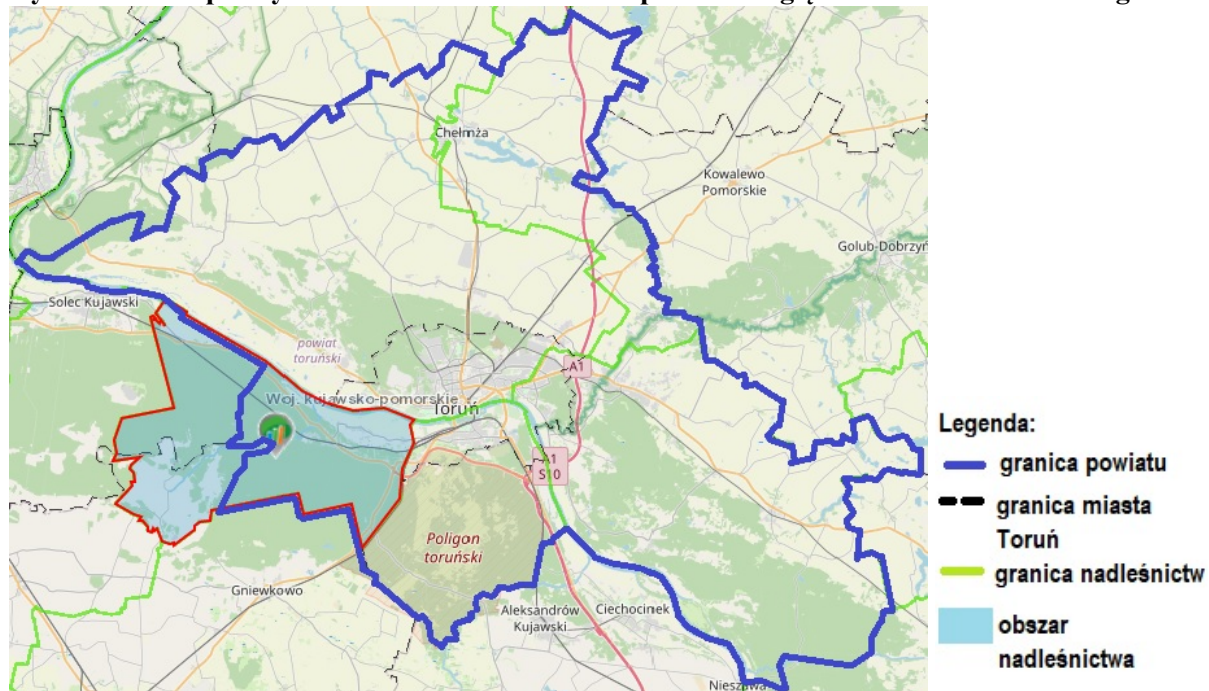 Chełmża
Kowalewo
Pomorskie
Golub-Dobrzyń
Solec Kujawski
powiat
toruński
A1
Woj. kujawsko-pomorskie
Toruń
A1
S10
Poligon
toruński
Gniewkowo
Aleksandrów
Kujawski
Ciechocinek
Nieszawa
Legenda:
granica powiatu
granica miasta
Toruń
granica nadleśnictw
obszar
nadleśnictwa